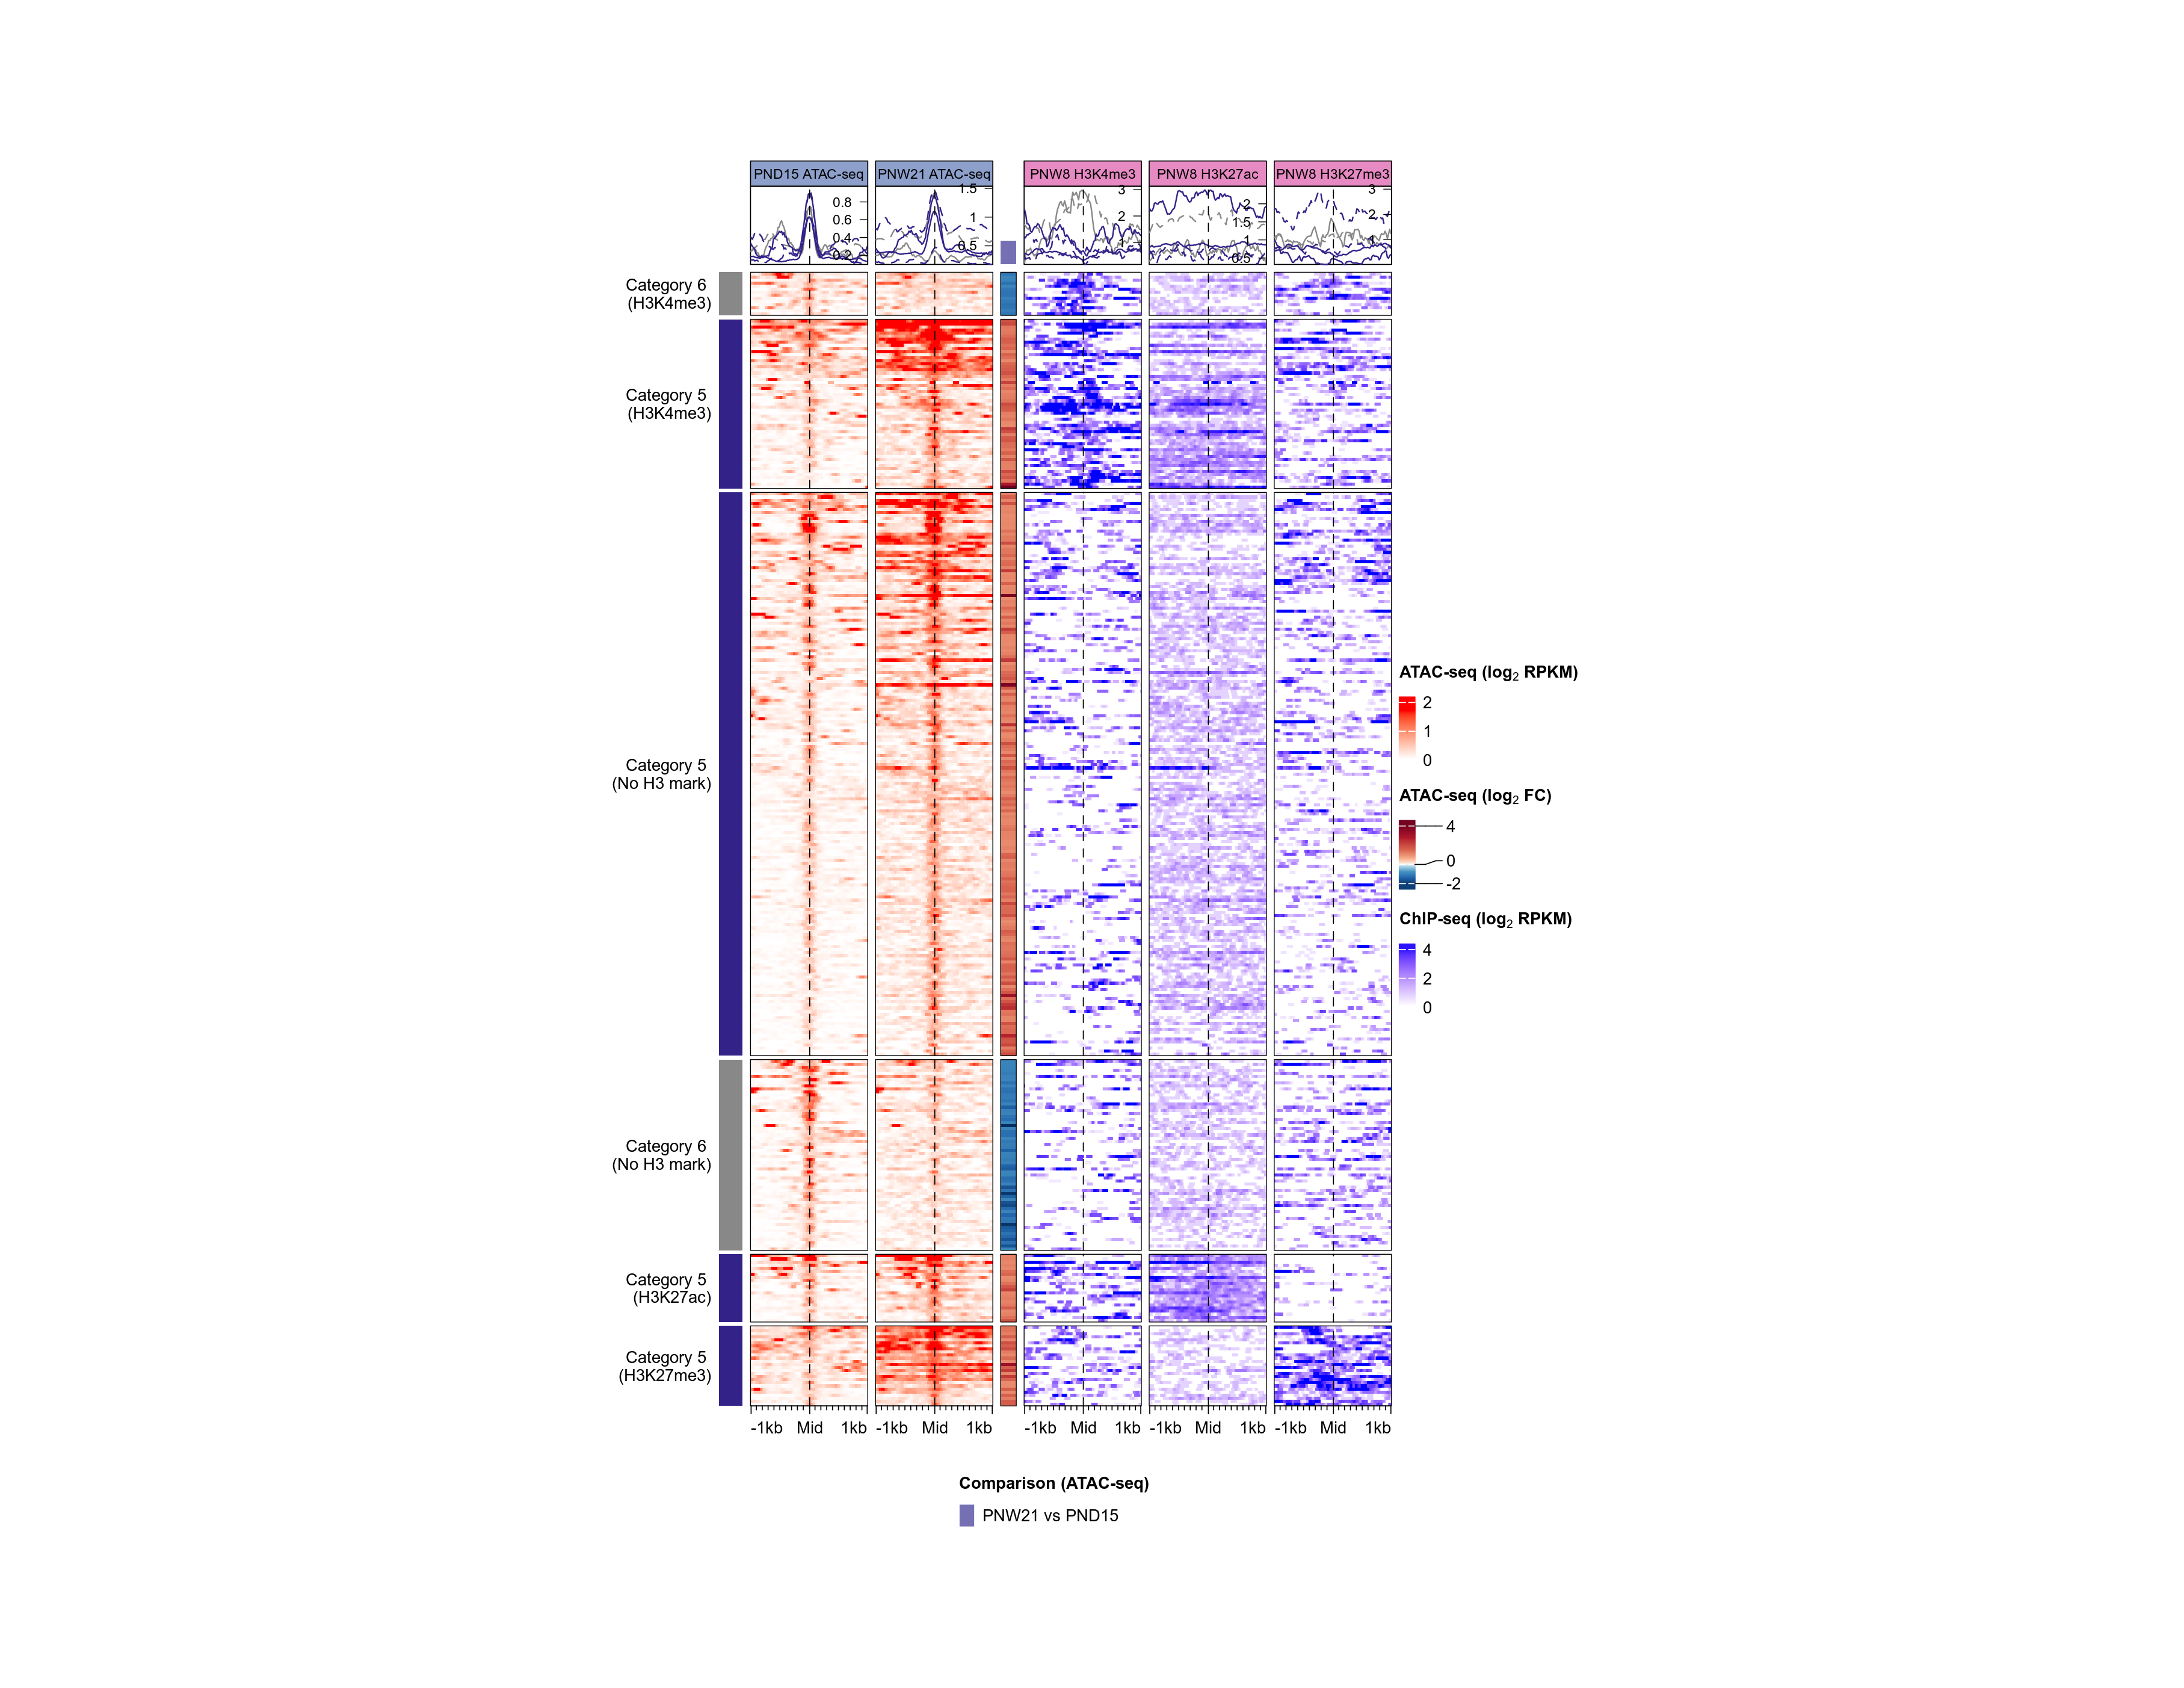 PND15 ATAC-seq
PNW21 ATAC-seq
PNW8 H3K4me3
PNW8 H3K27ac
PNW8 H3K27me3
0.8
0.6
0.4
0.2
1.5
1
0.5
3
2
1
2
1.5
1
0.5
3
2
1
Category 6
(H3K4me3)
Category 5
(H3K4me3)
Category 5
(No H3 mark)
Category 6
(No H3 mark)
Category 5
(H3K27ac)
Category 5
(H3K27me3)
-1kb Mid 1kb
-1kb Mid 1kb
-1kb Mid 1kb
-1kb Mid 1kb
-1kb Mid 1kb
ATAC-seq (log2 RPKM)
2
1
0
ATAC-seq (log2 FC)
4
0
-2
ChIP-seq (log2 RPKM)
4
2
0
Comparison (ATAC-seq)
PNW21 vs PND15